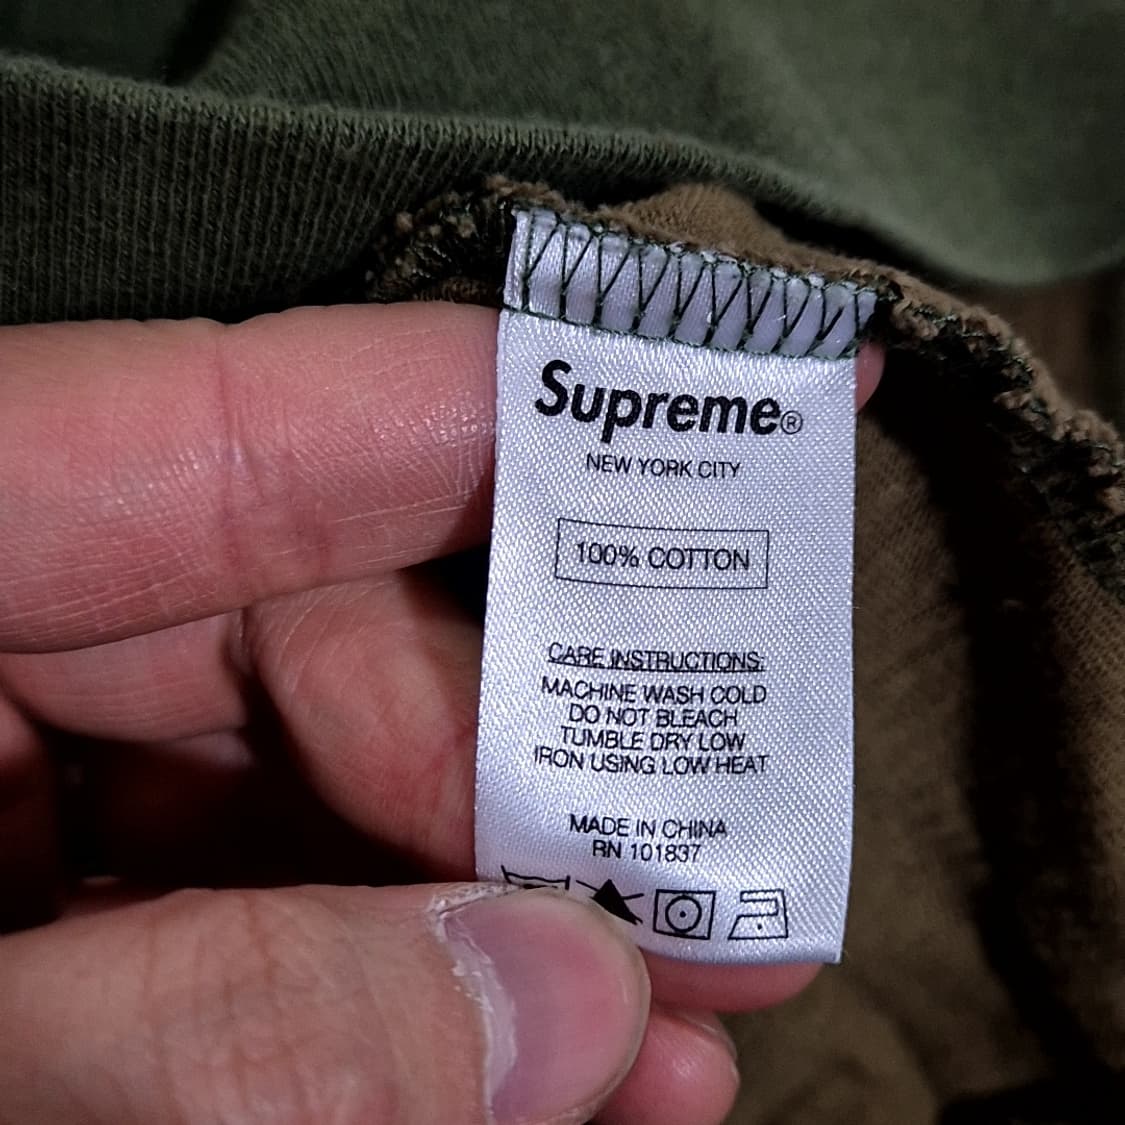 Supreme®
NEW YORK CITY
100% COTTON
CARE INSTRUCTIONS:
MACHINE WASH COLD
DO NOT BLEACH
TUMBLE DRY LOW
IRON USING LOW HEAT
MADE IN CHINA
RN 101837